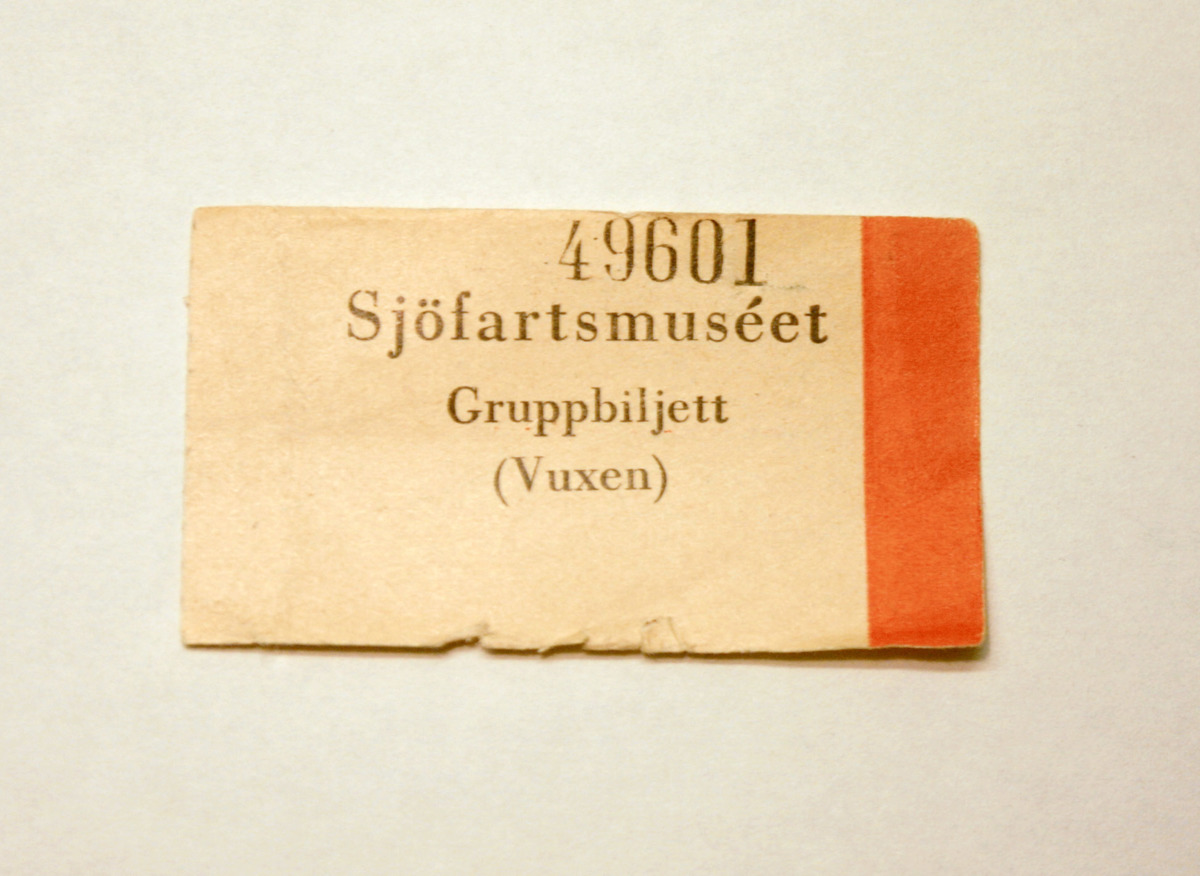 49601
Sjöfartsmuséet
Gruppbiljett
(Vuxen)